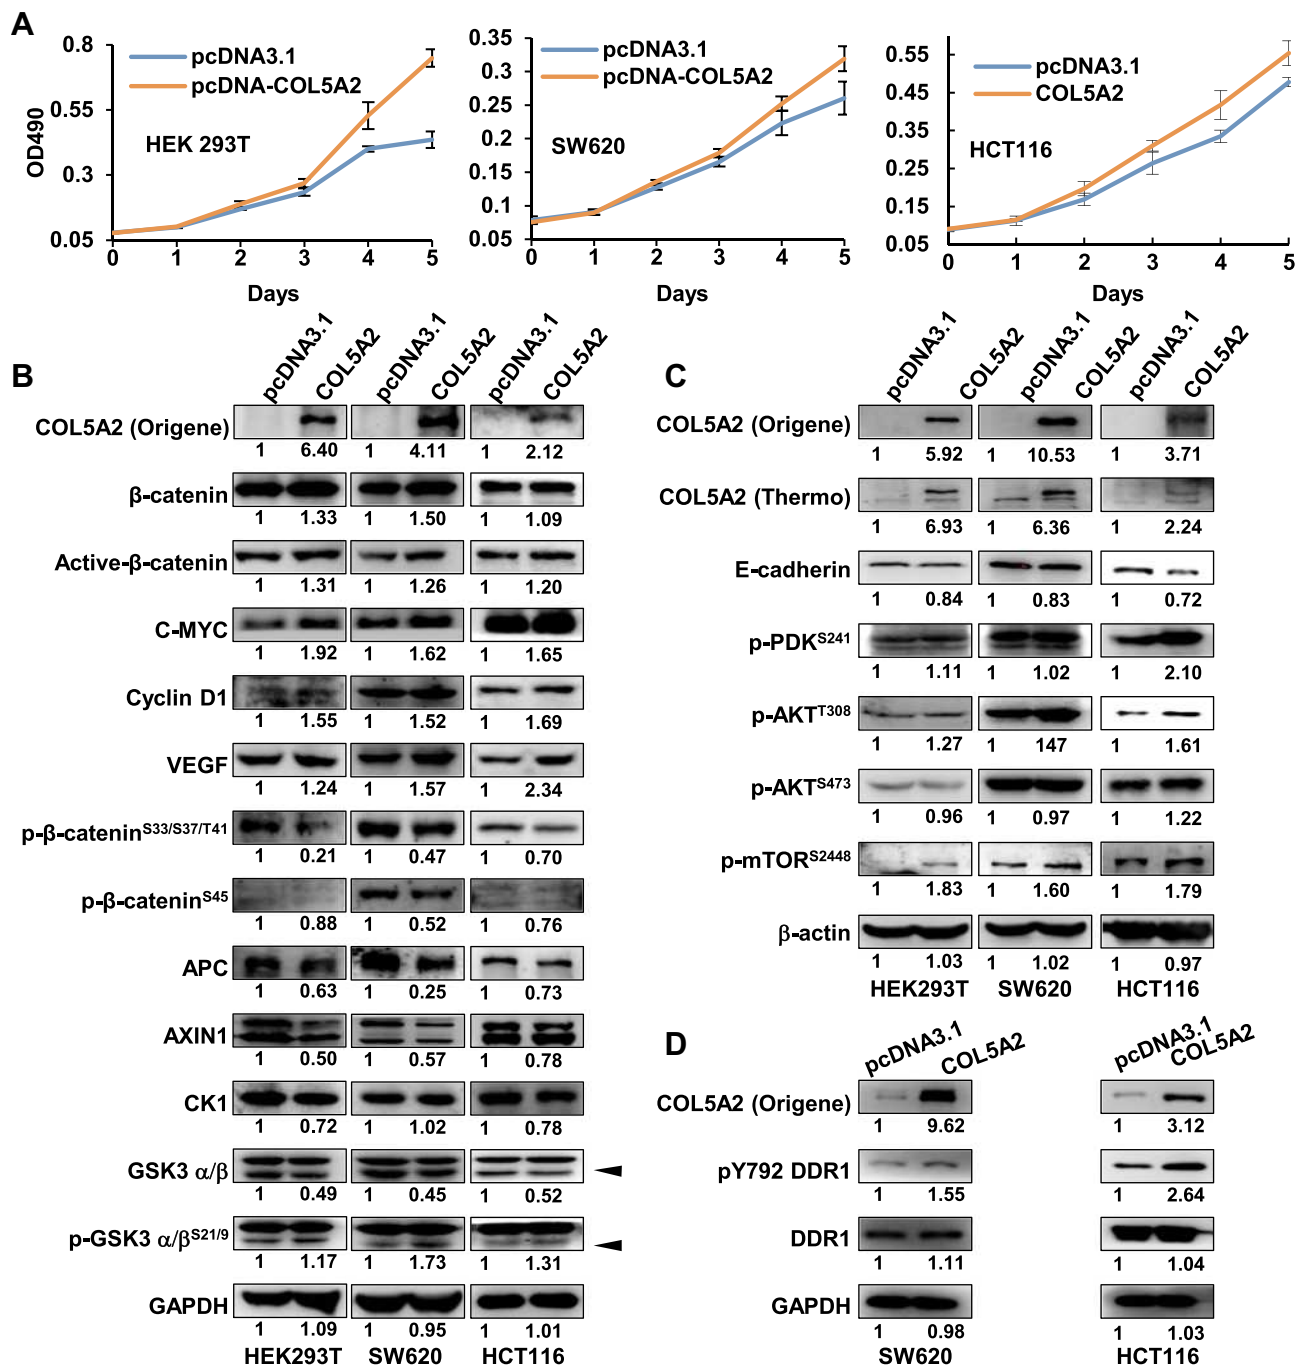 A
0.8
0.55
0.3
0.05
OD490
pcDNA3.1
pcDNA-COL5A2
HEK 293T
0 1 2 3 4 5
Days
0.35
0.3
0.25
0.2
0.15
0.1
0.05
pcDNA3.1
pcDNA-COL5A2
SW620
0 1 2 3 4 5
Days
0.55
0.45
0.35
0.25
0.15
0.05
pcDNA3.1
COL5A2
HCT116
0 1 2 3 4 5
Days
B
pcDNA3.1 COL5A2 pcDNA3.1 COL5A2 pcDNA3.1 COL5A2
COL5A2 (Origene)
1 6.40 1 4.11 1 2.12
β-catenin
1 1.33 1 1.50 1 1.09
Active-β-catenin
1 1.31 1 1.26 1 1.20
C-MYC
1 1.92 1 1.62 1 1.65
Cyclin D1
1 1.55 1 1.52 1 1.69
VEGF
1 1.24 1 1.57 1 2.34
p-β-catenin S33/S37/T41
1 0.21 1 0.47 1 0.70
p-β-catenin S45
1 0.88 1 0.52 1 0.76
APC
1 0.63 1 0.25 1 0.73
AXIN1
1 0.50 1 0.57 1 0.78
CK1
1 0.72 1 1.02 1 0.78
GSK3 α/β
1 0.49 1 0.45 1 0.52
p-GSK3 α/β S21/9
1 1.17 1 1.73 1 1.31
GAPDH
1 1.09 1 0.95 1 1.01
HEK293T SW620 HCT116
C
pcDNA3.1 COL5A2 pcDNA3.1 COL5A2 pcDNA3.1 COL5A2
COL5A2 (Origene)
1 5.92 1 10.53 1 3.71
COL5A2 (Thermo)
1 6.93 1 6.36 1 2.24
E-cadherin
1 0.84 1 0.83 1 0.72
p-PDK S241
1 1.11 1 1.02 1 2.10
p-AKT T308
1 1.27 1 147 1 1.61
p-AKT S473
1 0.96 1 0.97 1 1.22
p-mTOR S2448
1 1.83 1 1.60 1 1.79
β-actin
1 1.03 1 1.02 1 0.97
HEK293T SW620 HCT116
D
pcDNA3.1 COL5A2 pcDNA3.1 COL5A2
COL5A2 (Origene)
1 9.62 1 3.12
pY792 DDR1
1 1.55 1 2.64
DDR1
1 1.11 1 1.04
GAPDH
1 0.98 1 1.03
SW620 HCT116